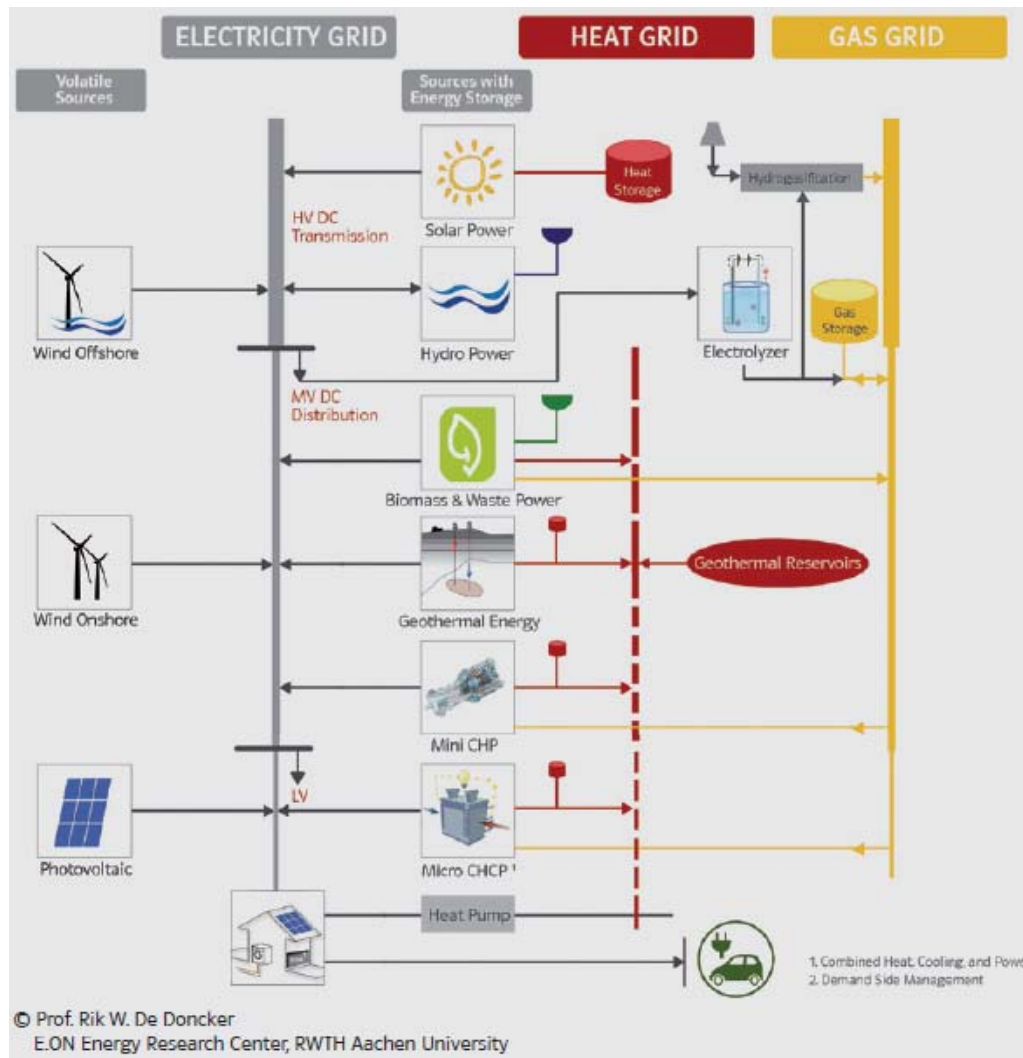 ELECTRICITY GRID
HEAT GRID
GAS GRID
Volatile
Sources
Sources with
Energy Storage
Heat
Storage
Hydrogasification
HV DC
Transmission
Solar Power
Gas
Storage
Wind Offshore
Hydro Power
Electrolyzer
MV DC
Distribution
Biomass & Waste Power
Geothermal Reservoirs
Wind Onshore
Geothermal Energy
Mini CHP
LV
Photovoltaic
Micro CHCP 1
Heat Pump
1. Combined Heat, Cooling, and Powe
2. Demand Side Management
© Prof. Rik W. De Doncker
E.ON Energy Research Center, RWTH Aachen University